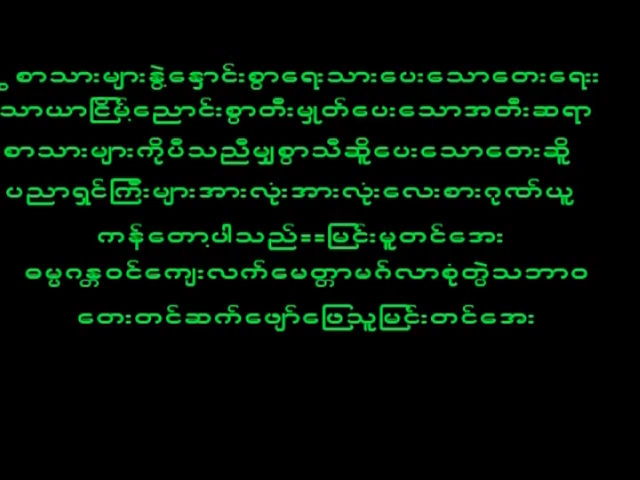 စာသားများနွဲ့နှောင်းစွာရေးသားပေးသောတေးရေး
သာယာငြိမ့်ညောင်းစွာတီးမှုတ်ပေးသောအတီးဆရာ
စာသားများကိုပီသညီမျှစွာသီဆိုပေးသောတေးဆို
ပညာရှင်ကြီးများအားလုံးအားလုံးလေးစားဂုဏ်ယူ
ကန်တော့ပါသည်==မြင်းမူတင်အေး
ဓမ္မဂန္တဝင်ကျေးလက်မေတ္တာမဂ်လာစုံတွဲသဘာဝ
တေးတင်ဆက်ဖျော်ဖြေသူမြင်းတင်အေး